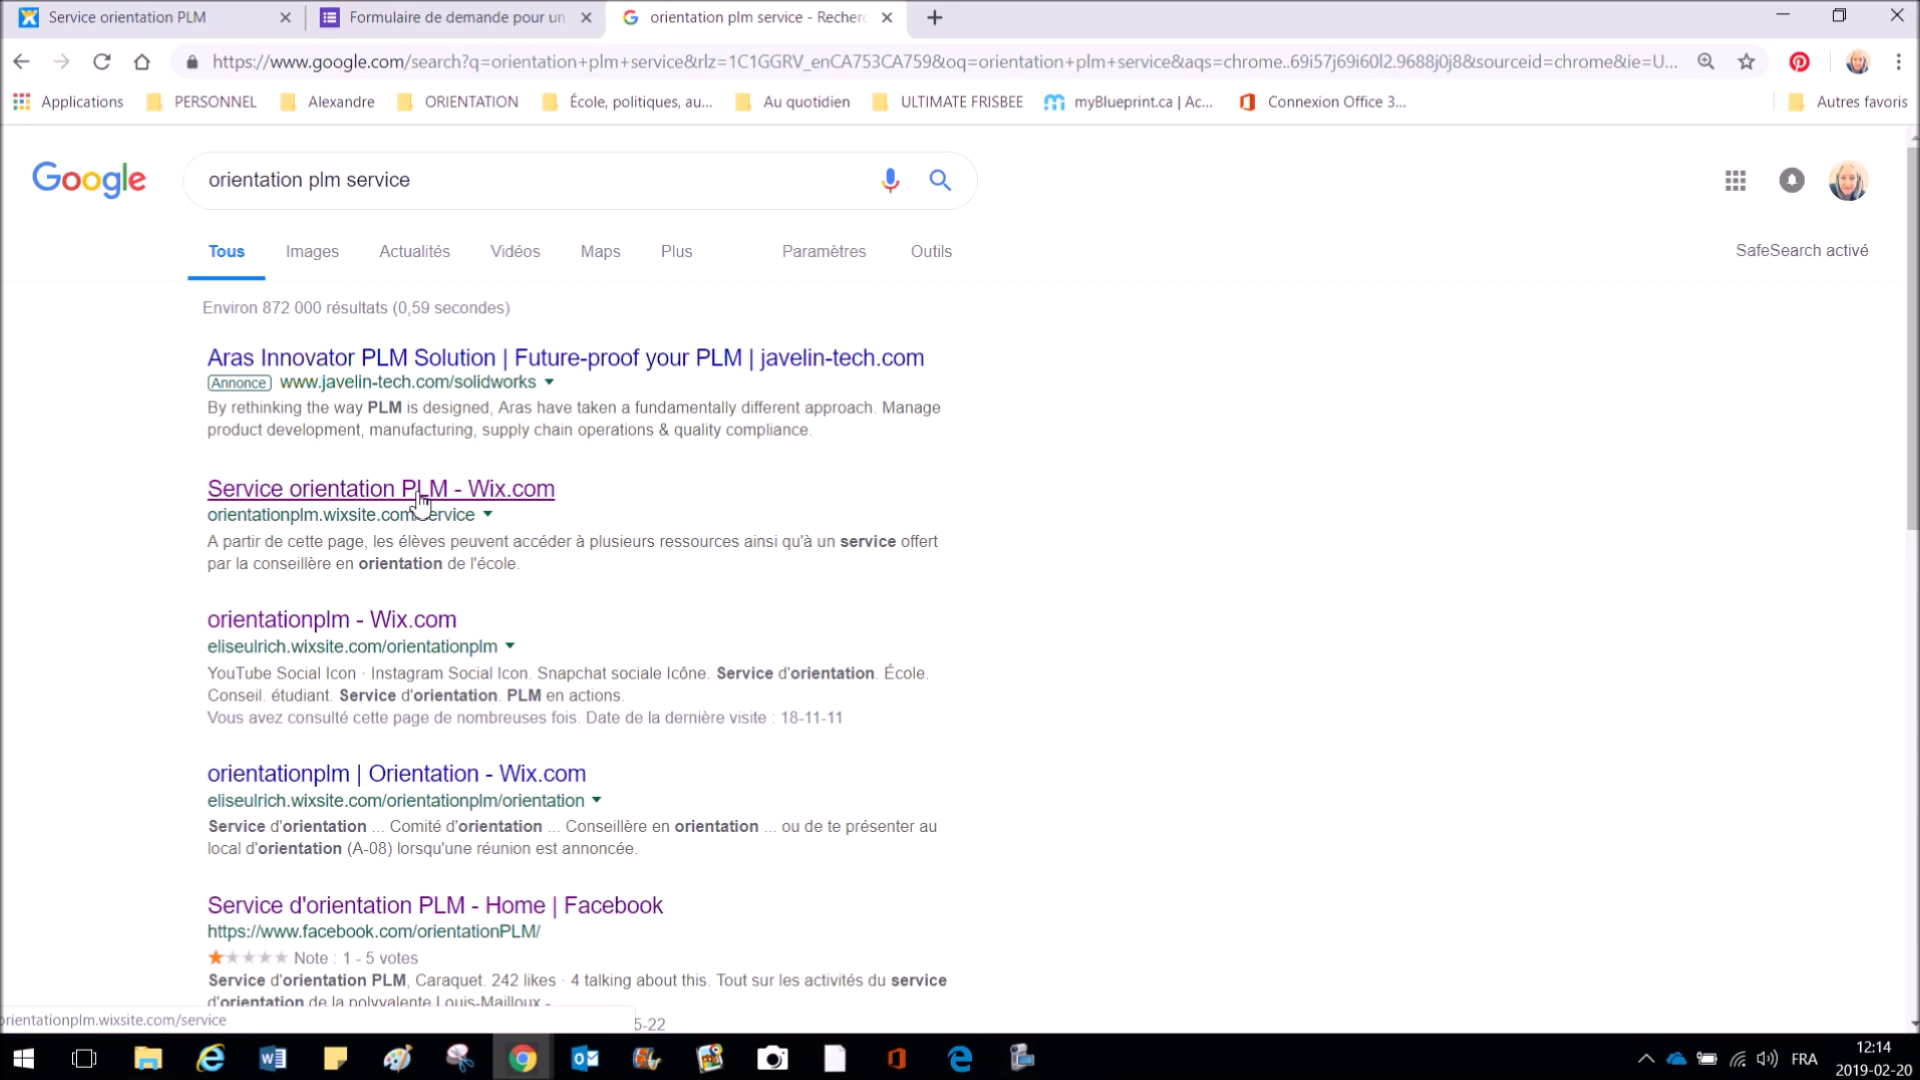 Service orientation PLM
Formulaire de demande pour un
orientation plm service - Recherc
https://www.google.com/search?q=orientation+plm+service&rlz=1C1GGRV_enCA753CA759&oq=orientation+plm+service&aqs=chrome..69i57j69i60l2.9688j0j8&sourceid=chrome&ie=U...
Applications
PERSONNEL
Alexandre
ORIENTATION
École, politiques, au...
Au quotidien
ULTIMATE FRISBEE
myBlueprint.ca | Ac...
Connexion Office 3...
Autres favoris
Google
orientation plm service
Tous Images Actualités Vidéos Maps Plus Paramètres Outils
SafeSearch activé
Environ 872 000 résultats (0,59 secondes)
Aras Innovator PLM Solution | Future-proof your PLM | javelin-tech.com
Annonce www.javelin-tech.com/solidworks
By rethinking the way PLM is designed, Aras have taken a fundamentally different approach. Manage
product development, manufacturing, supply chain operations & quality compliance.
Service orientation PLM - Wix.com
orientationplm.wixsite.com/service
A partir de cette page, les élèves peuvent accéder à plusieurs ressources ainsi qu'à un service offert
par la conseillère en orientation de l'école.
orientationplm - Wix.com
eliseulrich.wixsite.com/orientationplm
YouTube Social Icon · Instagram Social Icon. Snapchat sociale Icône. Service d'orientation. École.
Conseil. étudiant. Service d'orientation. PLM en actions.
Vous avez consulté cette page de nombreuses fois. Date de la dernière visite : 18-11-11
orientationplm | Orientation - Wix.com
eliseulrich.wixsite.com/orientationplm/orientation
Service d'orientation ... Comité d'orientation ... Conseillère en orientation ... ou de te présenter au
local d'orientation (A-08) lorsqu'une réunion est annoncée.
Service d'orientation PLM - Home | Facebook
https://www.facebook.com/orientationPLM/
Note : 1 - 5 votes
Service d'orientation PLM, Caraquet. 242 likes · 4 talking about this. Tout sur les activités du service
d'orientation de la polyvalente Louis-Mailloux -
orientationplm.wixsite.com/service
5-22
FRA
12:14
2019-02-20